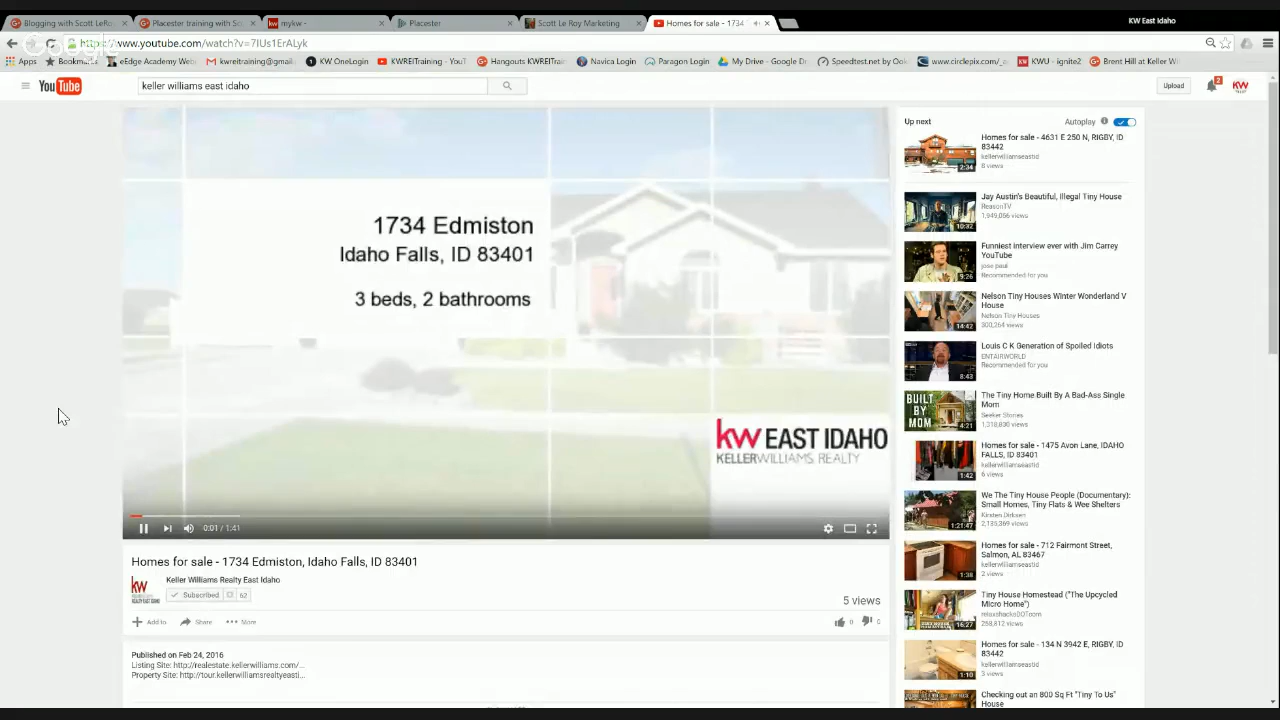 Blogging with Scott LeRo
Placester training with Sc
mykw -
Placester
Scott Le Roy Marketing
Homes for sale - 1734
KW East Idaho
https://www.youtube.com/watch?v=7IUs1ErALyk
Google
Apps
Bookmarks
eEdge Academy Web
kwreitraining@gmail
KW OneLogin
KWREITraining - YouT
Hangouts KWREITrain
Navica Login
Paragon Login
My Drive - Google Dr
Speedtest.net by Ook
www.circlepix.com/
KWU - ignite2
Brent Hill at Keller Wi
YouTube
keller williams east idaho
Upload
2
kw
1734 Edmiston
Idaho Falls, ID 83401
3 beds, 2 bathrooms
kw EAST IDAHO
KELLERWILLIAMS. REALTY
0:01 / 1:41
Homes for sale - 1734 Edmiston, Idaho Falls, ID 83401
kw
Keller Williams Realty East Idaho
Subscribed
62
5 views
Add to
Share
More
0
0
Published on Feb 24, 2016
Listing Site: http://realestate.kellerwilliams.com/...
Property Site: http://tour.kellerwilliamsrealtyeasti...
Up next
Autoplay
Homes for sale - 4631 E 250 N, RIGBY, ID
83442
kellerwilliamseastid
8 views
2:34
Jay Austin's Beautiful, Illegal Tiny House
ReasonTV
1,949,056 views
10:32
Funniest interview ever with Jim Carrey
YouTube
jose paul
Recommended for you
9:26
Nelson Tiny Houses Winter Wonderland V
House
Nelson Tiny Houses
300,264 views
14:42
Louis C K Generation of Spoiled Idiots
ENTAIRWORLD
Recommended for you
8:43
BUILT
BY
MOM
The Tiny Home Built By A Bad-Ass Single
Mom
Seeker Stories
1,318,830 views
4:21
Homes for sale - 1475 Avon Lane, IDAHO
FALLS, ID 83401
kellerwilliamseastid
6 views
4:55
We The Tiny House People (Documentary):
Small Homes, Tiny Flats & Wee Shelters
Kirsten Dirksen
2,135,369 views
1:21:47
Homes for sale - 712 Fairmont Street,
Salmon, AL 83467
kellerwilliamseastid
2 views
1:38
Tiny House Homestead ("The Upcycled
Micro Home")
relaxshacksDOTcom
258,812 views
16:27
Homes for sale - 134 N 3942 E, RIGBY, ID
83442
kellerwilliamseastid
3 views
1:10
Checking out an 800 Sq Ft "Tiny To Us"
House